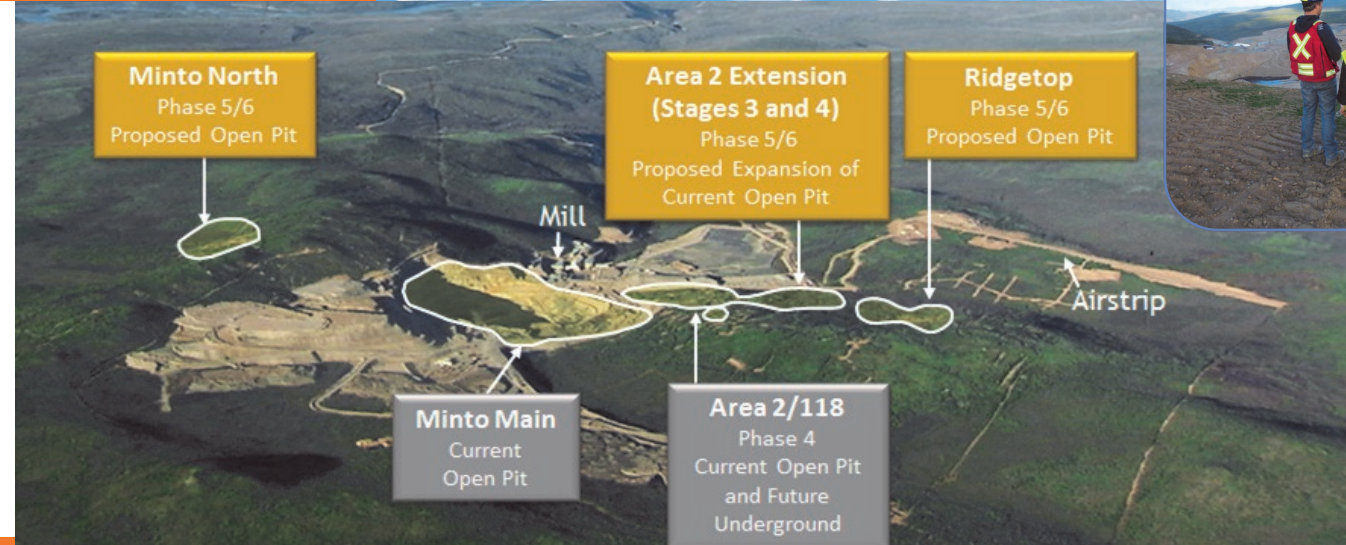 Minto North
Phase 5/6
Proposed Open Pit
Area 2 Extension
(Stages 3 and 4)
Phase 5/6
Proposed Expansion of
Current Open Pit
Ridgetop
Phase 5/6
Proposed Open Pit
Mill
Airstrip
Minto Main
Current
Open Pit
Area 2/118
Phase 4
Current Open Pit
and Future
Underground